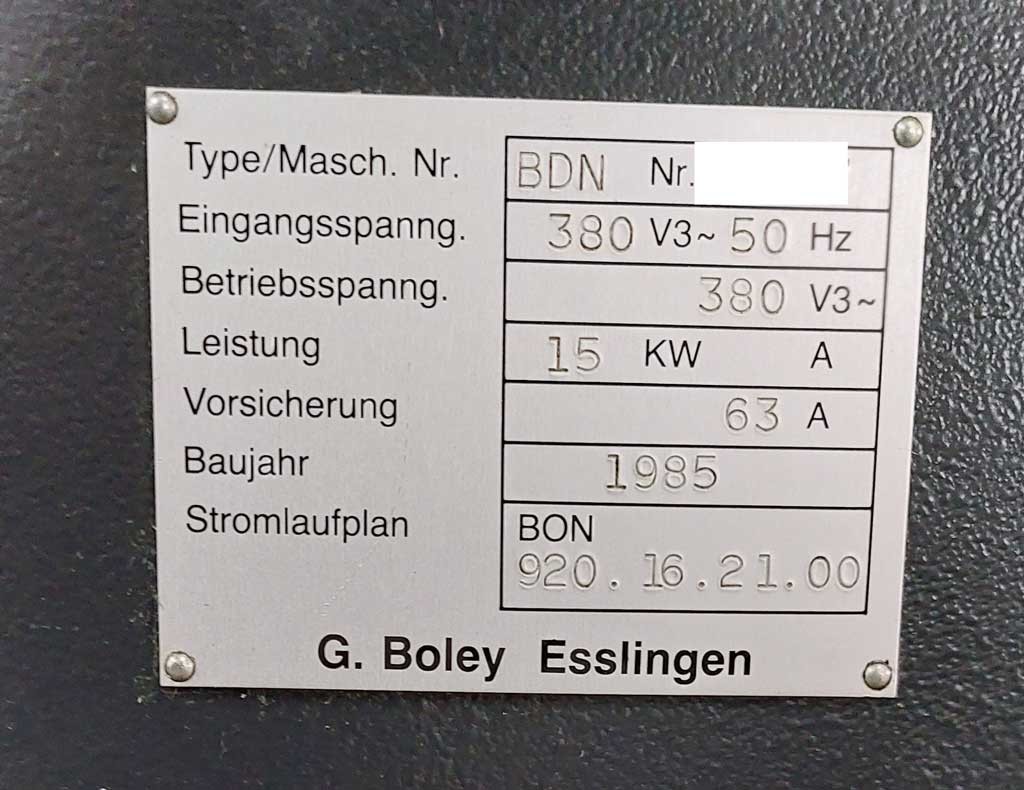 Type/Masch. Nr. BDN Nr.
Eingangsspanng. 380 V3~ 50 Hz
Betriebsspanng. 380 V3~
Leistung 15 KW A
Vorsicherung 63 A
Baujahr 1985
Stromlaufplan BON
920.16.21.00
G. Boley Esslingen